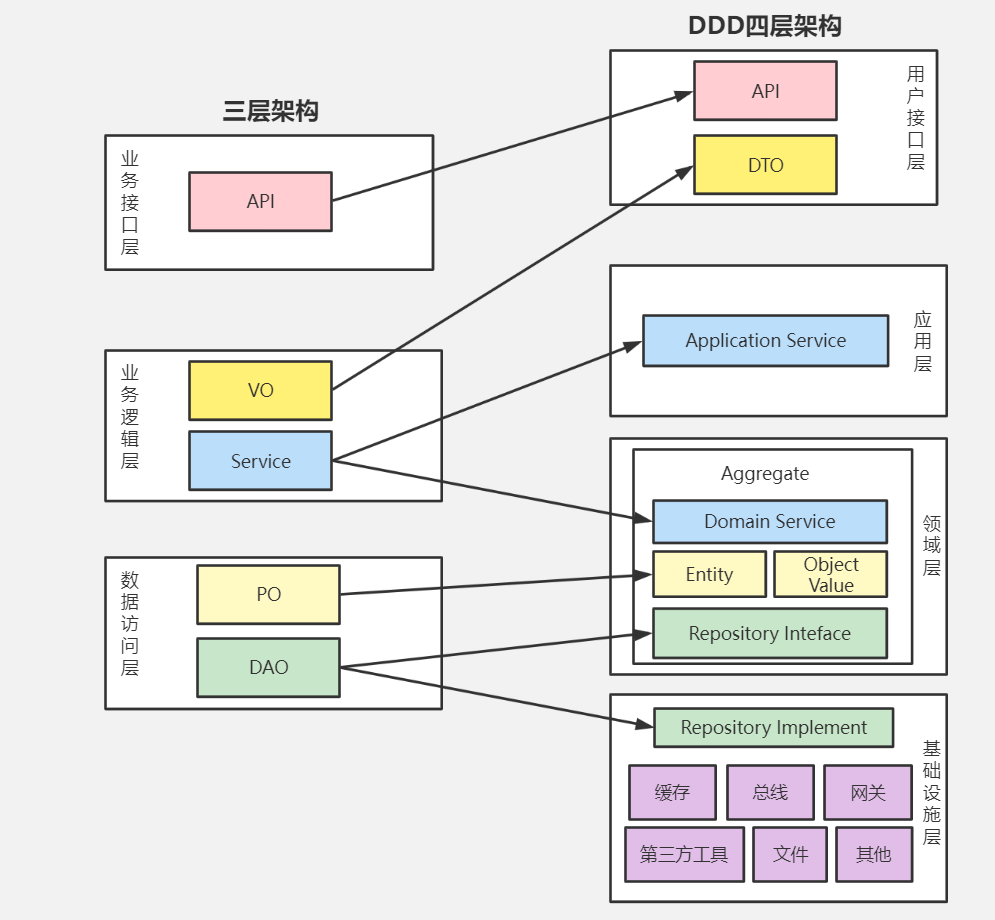 DDD四层架构
三层架构
业务接口层
API
业务逻辑层
VO
Service
数据访问层
PO
DAO
用户接口层
API
DTO
应用层
Application Service
领域层
Aggregate
Domain Service
Entity
Object
Value
Repository Inteface
基础设施层
Repository Implement
缓存
总线
网关
第三方工具
文件
其他